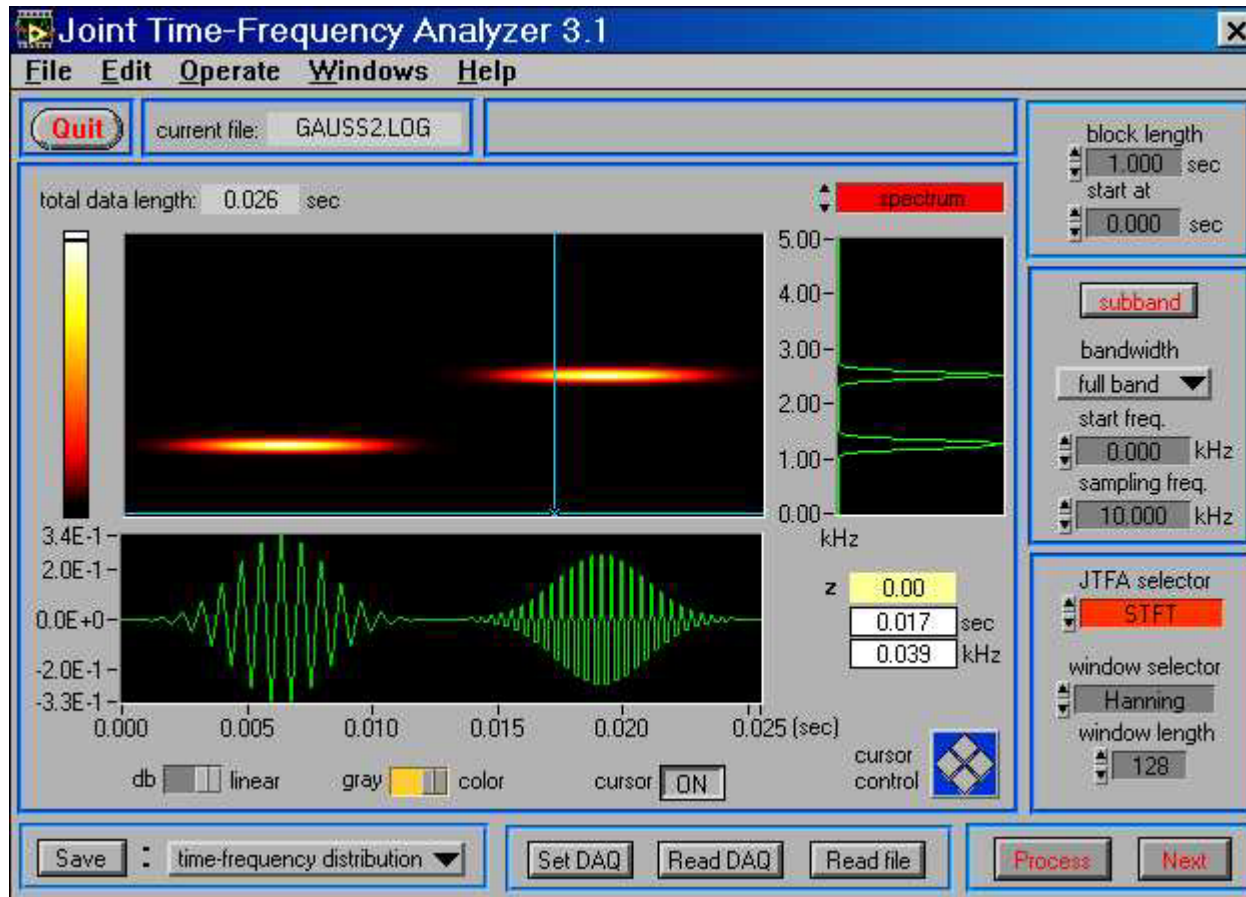 Joint Time-Frequency Analyzer 3.1
File Edit Operate Windows Help
Quit
current file: GAUSS2.LOG
total data length: 0.026 sec
spectrum
5.00
4.00
3.00
2.00
1.00
0.00
kHz
3.4E-1
2.0E-1
0.0E+0
-2.0E-1
-3.3E-1
0.000 0.005 0.010 0.015 0.020 0.025 (sec)
z 0.00
0.017 sec
0.039 kHz
db linear
gray color
cursor ON
cursor
control
block length
1.000 sec
start at
0.000 sec
subband
bandwidth
full band
start freq.
0.000 kHz
sampling freq.
10.000 kHz
JTFA selector
STFT
window selector
Hanning
window length
128
Save : time-frequency distribution
Set DAQ Read DAQ Read file
Process Next